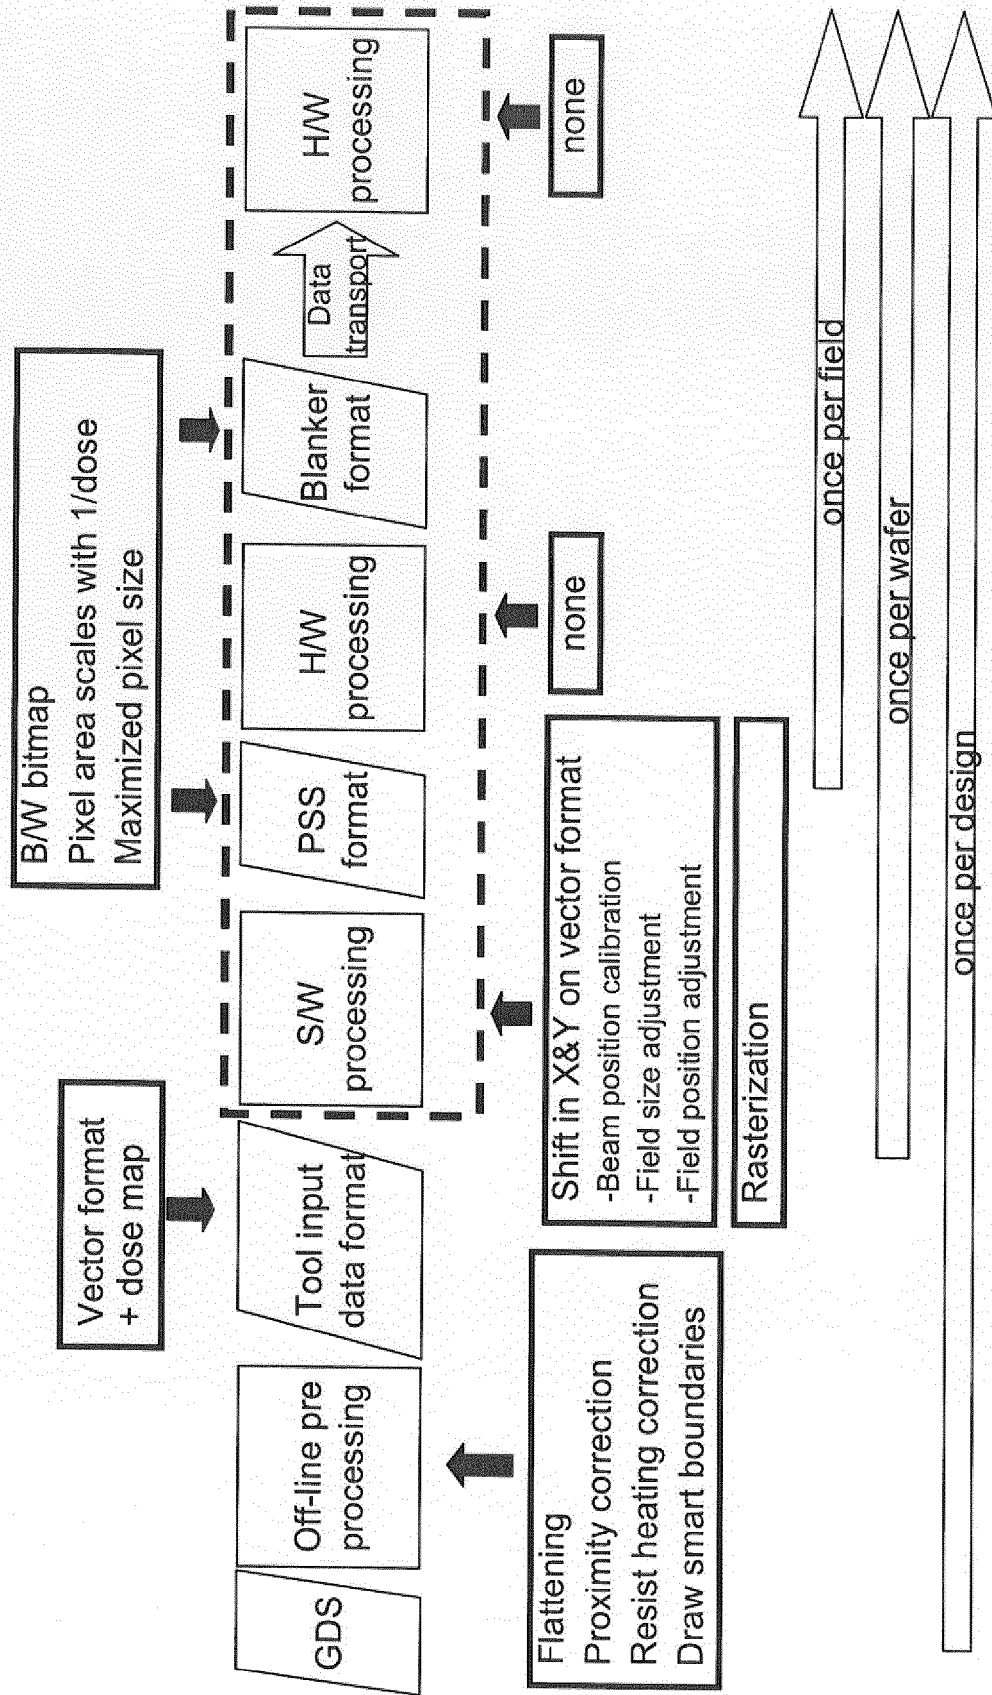 Vector format
+ dose map
B/W bitmap
Pixel area scales with 1/dose
Maximized pixel size
GDS
Off-line pre
processing
Tool input
data format
S/W
processing
PSS
format
H/W
processing
Blanker
format
Data
transport
H/W
processing
Flattening
Proximity correction
Resist heating correction
Draw smart boundaries
Shift in X&Y on vector format
-Beam position calibration
-Field size adjustment
-Field position adjustment
Rasterization
none
none
once per field
once per wafer
once per design